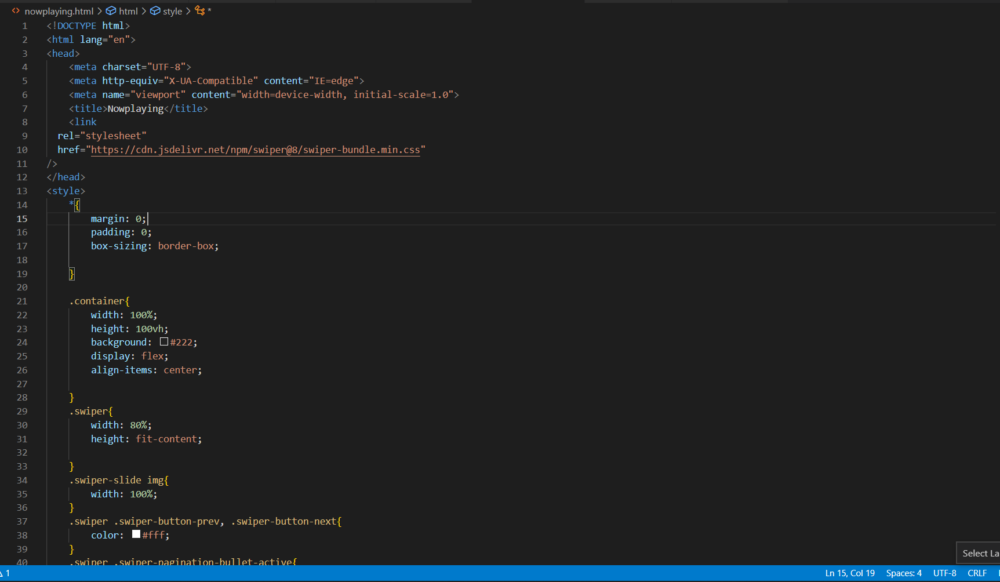 nowplaying.html > html > style > *
1 <!DOCTYPE html>
2 <html lang="en">
3 <head>
4 <meta charset="UTF-8">
5 <meta http-equiv="X-UA-Compatible" content="IE=edge">
6 <meta name="viewport" content="width=device-width, initial-scale=1.0">
7 <title>Nowplaying</title>
8 <link
9 rel="stylesheet"
10 href="https://cdn.jsdelivr.net/npm/swiper@8/swiper-bundle.min.css"
11 />
12 </head>
13 <style>
14 *{
15 margin: 0;
16 padding: 0;
17 box-sizing: border-box;
18
19 }
20
21 .container{
22 width: 100%;
23 height: 100vh;
24 background: #222;
25 display: flex;
26 align-items: center;
27
28 }
29 .swiper{
30 width: 80%;
31 height: fit-content;
32
33 }
34 .swiper-slide img{
35 width: 100%;
36 }
37 .swiper .swiper-button-prev, .swiper-button-next{
38 color: #fff;
39 }
40 .swiper .swiper-pagination-bullet-active{
Select La
1 Ln 15, Col 19 Spaces: 4 UTF-8 CRLF